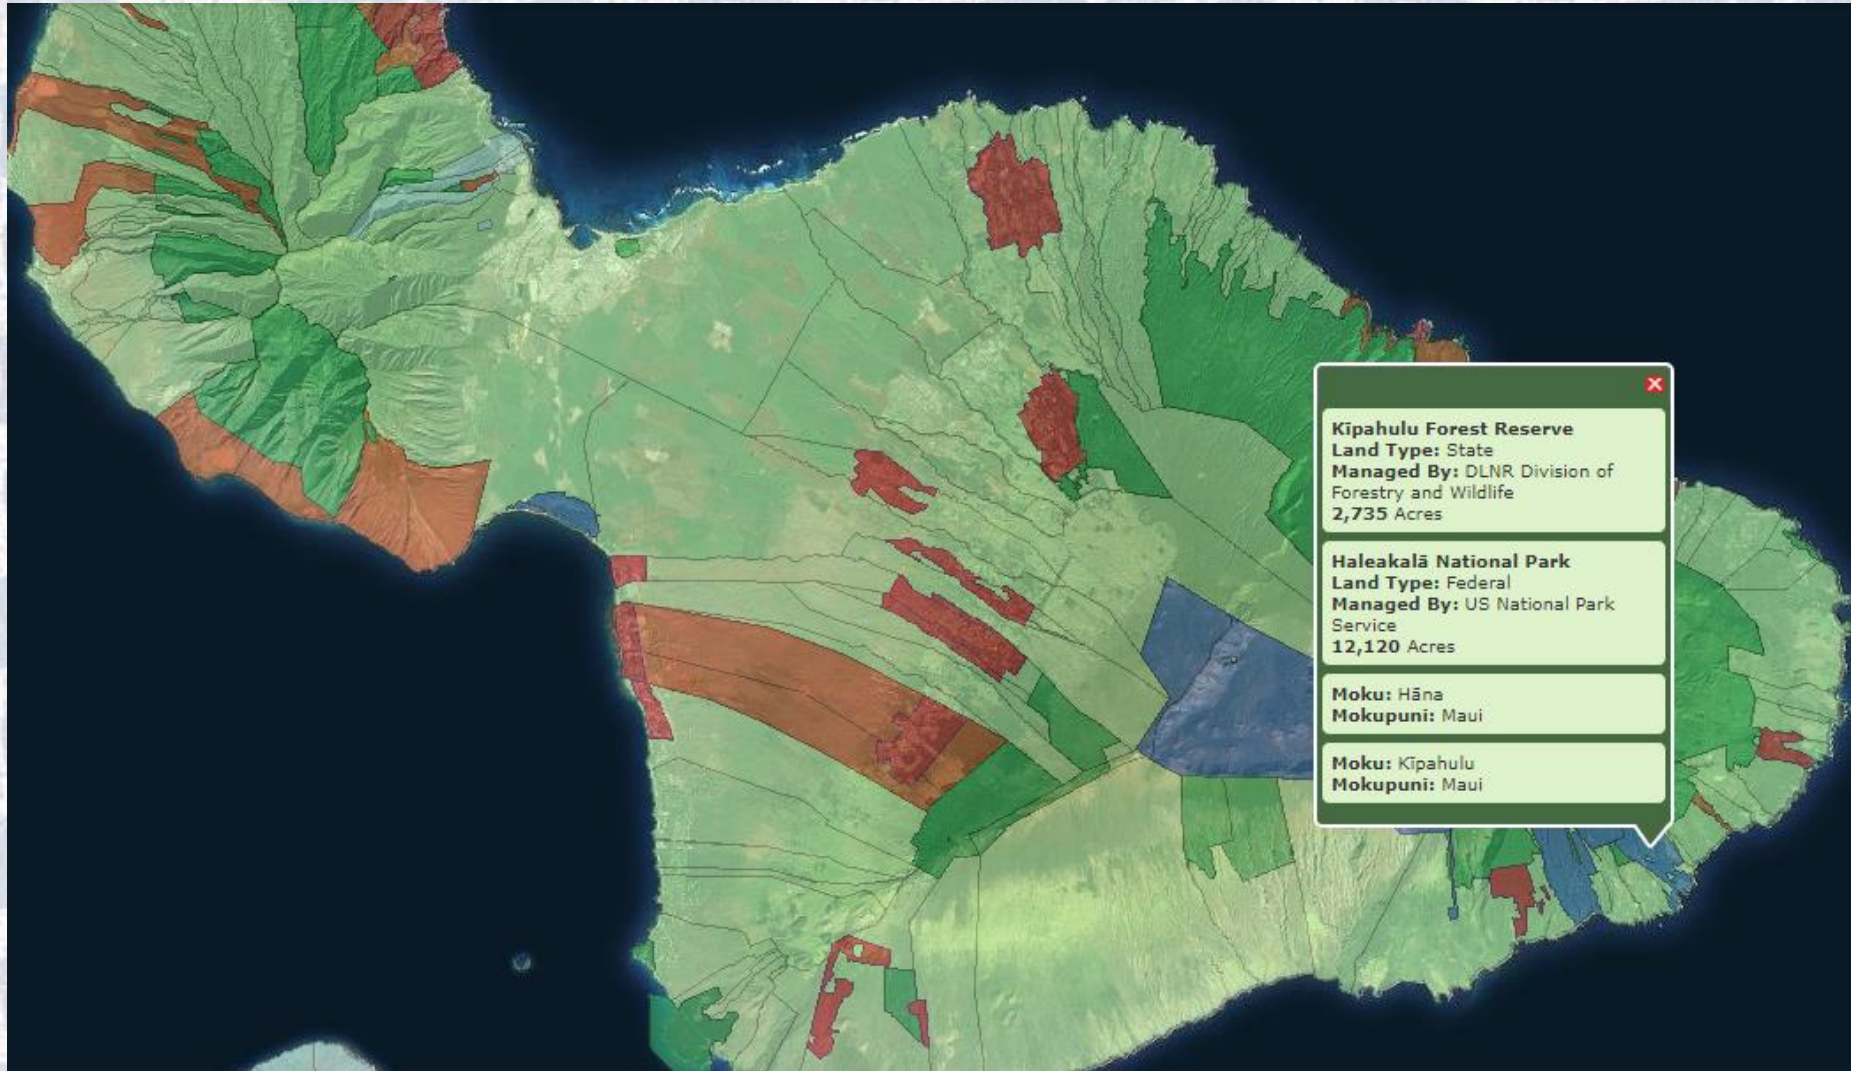 Kīpahulu Forest Reserve
Land Type: State
Managed By: DLNR Division of
Forestry and Wildlife
2,735 Acres
Haleakalā National Park
Land Type: Federal
Managed By: US National Park
Service
12,120 Acres
Moku: Hāna
Mokupuni: Maui
Moku: Kīpahulu
Mokupuni: Maui